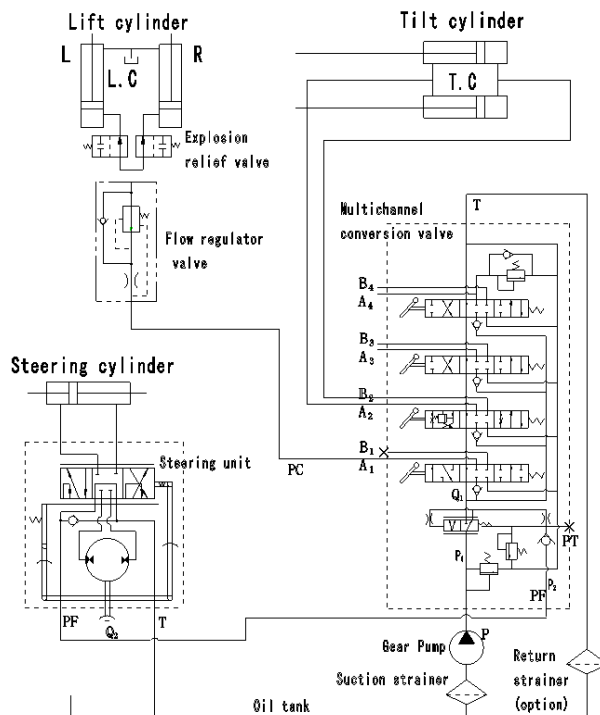 Lift cylinder
L
R
L.C
Explosion
relief valve
Flow regulator
valve
Tilt cylinder
T.C
T
Multichannel
conversion valve
B4
A4
B3
A3
B2
A2
B1
A1
PC
Q1
P1
PT
P2
PF
Steering cylinder
Steering unit
PF
Q2
T
P
Gear Pump
Suction strainer
Return
strainer
(option)
Oil tank